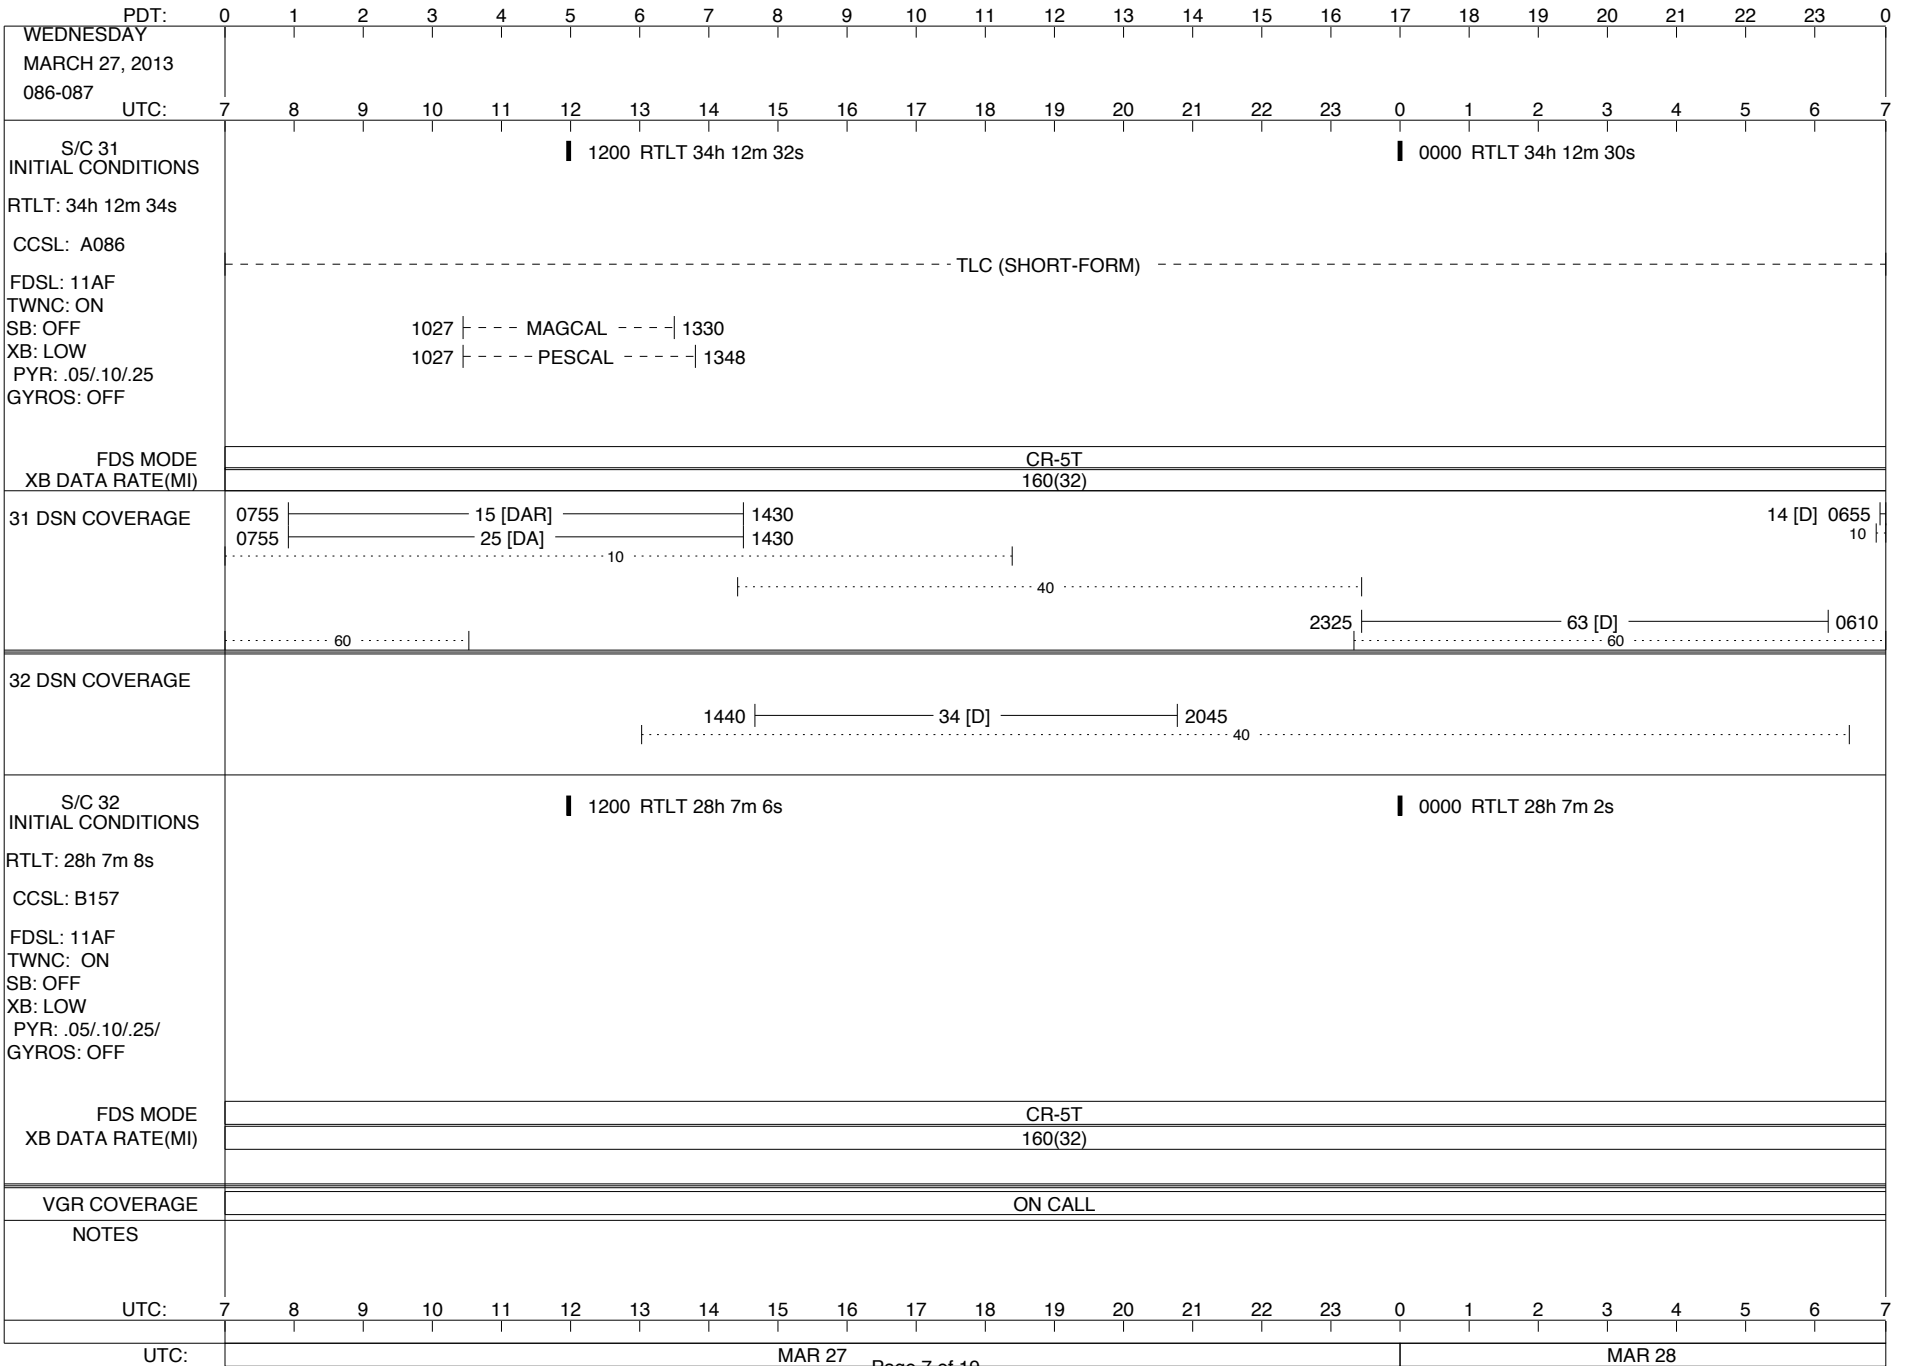 PDT: 0 1 2 3 4 5 6 7 8 9 10 11 12 13 14 15 16 17 18 19 20 21 22 23 0
WEDNESDAY
MARCH 27, 2013
086-087
UTC: 7 8 9 10 11 12 13 14 15 16 17 18 19 20 21 22 23 0 1 2 3 4 5 6 7
S/C 31
INITIAL CONDITIONS
1200 RTLT 34h 12m 32s
0000 RTLT 34h 12m 30s
RTLT: 34h 12m 34s
CCSL: A086
TLC (SHORT-FORM)
FDSL: 11AF
TWNC: ON
SB: OFF
1027 MAGCAL 1330
XB: LOW
1027 PESCAL 1348
PYR: .05/.10/.25
GYROS: OFF
FDS MODE CR-5T
XB DATA RATE(MI) 160(32)
31 DSN COVERAGE
0755 15 [DAR] 1430
14 [D] 0655
0755 25 [DA] 1430
10
10
40
2325 63 [D] 0610
60
60
32 DSN COVERAGE
1440 34 [D] 2045
40
S/C 32
INITIAL CONDITIONS
1200 RTLT 28h 7m 6s
0000 RTLT 28h 7m 2s
RTLT: 28h 7m 8s
CCSL: B157
FDSL: 11AF
TWNC: ON
SB: OFF
XB: LOW
PYR: .05/.10/.25/
GYROS: OFF
FDS MODE CR-5T
XB DATA RATE(MI) 160(32)
VGR COVERAGE ON CALL
NOTES
UTC: 7 8 9 10 11 12 13 14 15 16 17 18 19 20 21 22 23 0 1 2 3 4 5 6 7
UTC: MAR 27 MAR 28